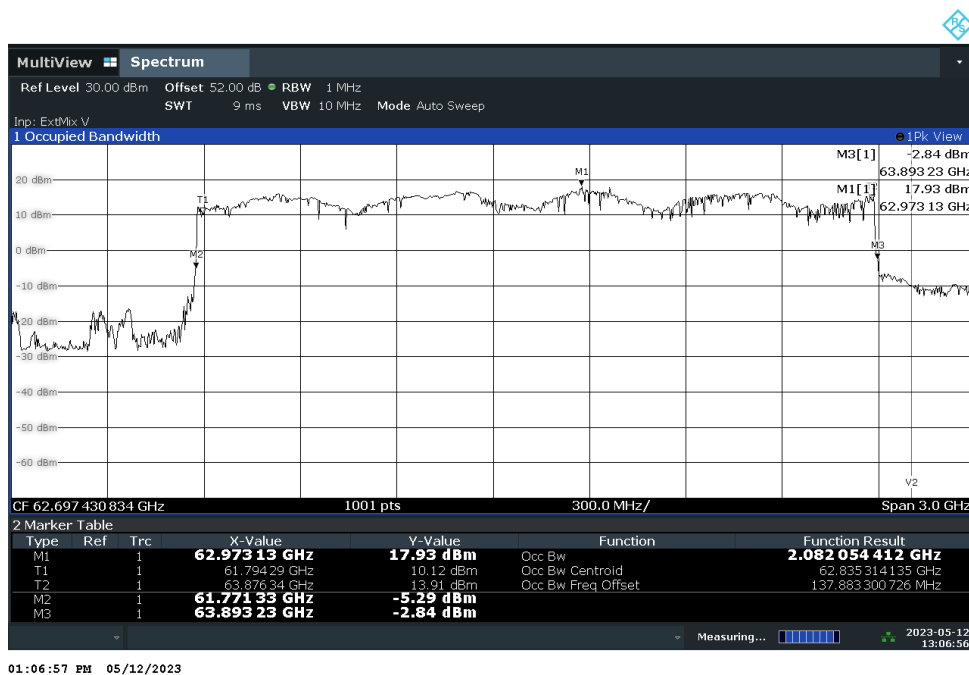 R&S
MultiView Spectrum
Ref Level 30.00 dBm Offset 52.00 dB RBW 1 MHz
SWT 9 ms VBW 10 MHz Mode Auto Sweep
Inp: ExtMix V
1 Occupied Bandwidth 1Pk View
M3[1] -2.84 dBm
63.893 23 GHz
M1[1] 17.93 dBm
62.973 13 GHz
M1
T1
M2
M3
20 dBm
10 dBm
0 dBm
-10 dBm
-20 dBm
-30 dBm
-40 dBm
-50 dBm
-60 dBm
V2
CF 62.697 430 834 GHz 1001 pts 300.0 MHz/ Span 3.0 GHz
2 Marker Table
Type Ref Trc X-Value Y-Value Function Function Result
M1 1 62.973 13 GHz 17.93 dBm Occ Bw 2.082 054 412 GHz
T1 1 61.794 29 GHz 10.12 dBm Occ Bw Centroid 62.835 314 135 GHz
T2 1 63.876 34 GHz 13.91 dBm Occ Bw Freq Offset 137.883 300 726 MHz
M2 1 61.771 33 GHz -5.29 dBm
M3 1 63.893 23 GHz -2.84 dBm
Measuring... 2023-05-12
13:06:56
01:06:57 PM 05/12/2023